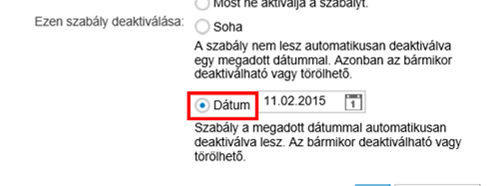 Most ne aktiválja a szabályt.
Ezen szabály deaktiválása:
Soha
A szabály nem lesz automatikusan deaktiválva
egy megadott dátummal. Azonban az bármikor
deaktiválható vagy törölhető.
Dátum 11.02.2015 1
Szabály a megadott dátummal automatikusan
deaktiválva lesz. Az bármikor deaktiválható vagy
törölhető.